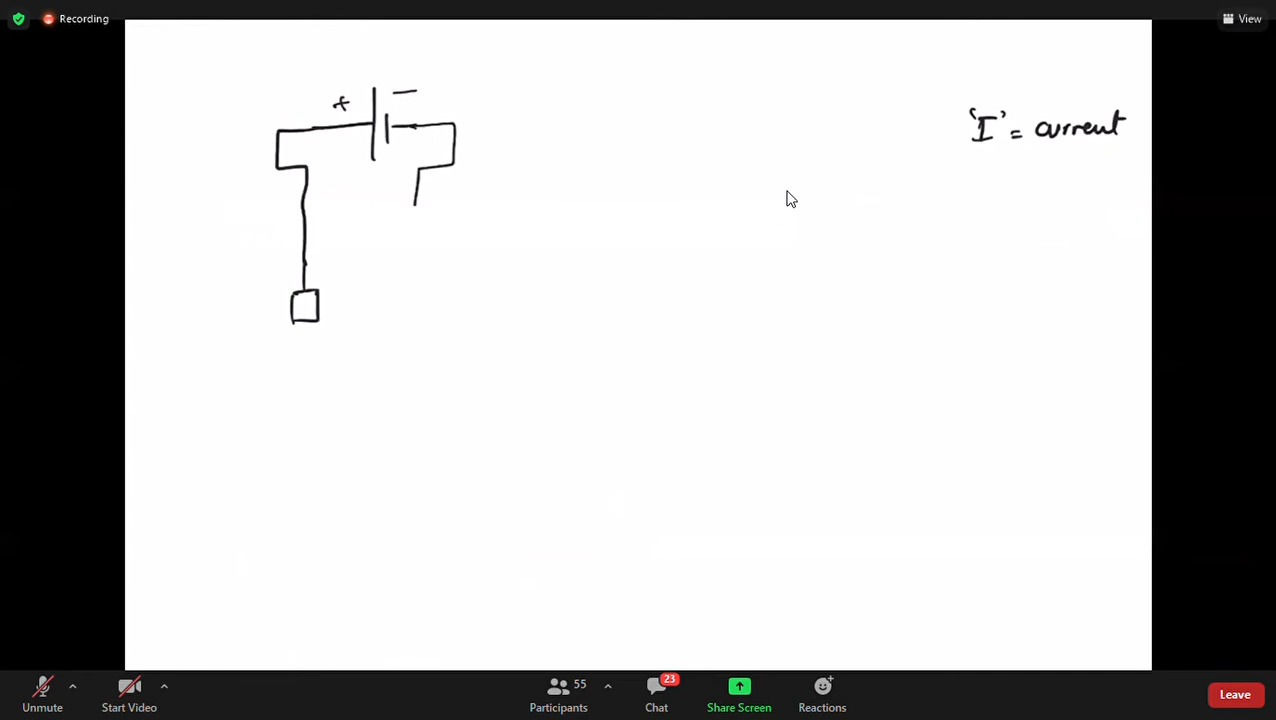 Recording
View
+ –
'I' = current
55
23
Unmute
Start Video
Participants
Chat
Share Screen
Reactions
Leave